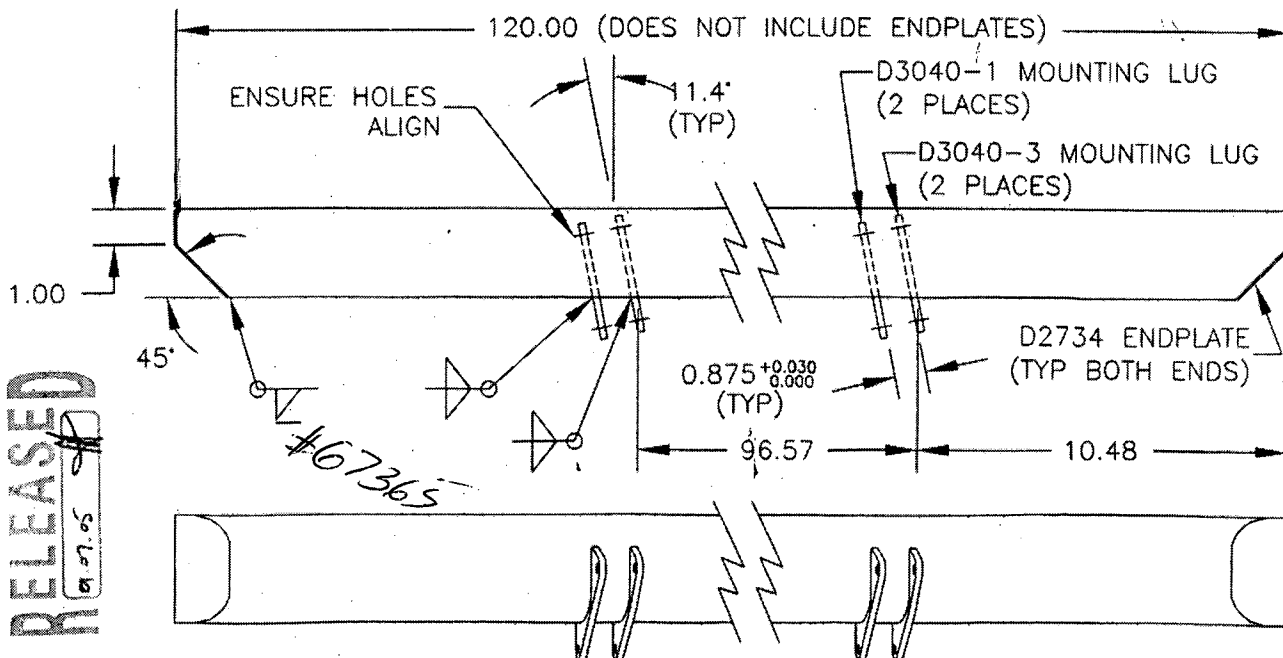 120.00 (DOES NOT INCLUDE ENDPLATES)
ENSURE HOLES
ALIGN
11.4°
(TYP)
D3040-1 MOUNTING LUG
(2 PLACES)
D3040-3 MOUNTING LUG
(2 PLACES)
1.00
45°
D2734 ENDPLATE
(TYP BOTH ENDS)
0.875 +0.030
0.000
(TYP)
96.57
10.48
#67365
RELEASED